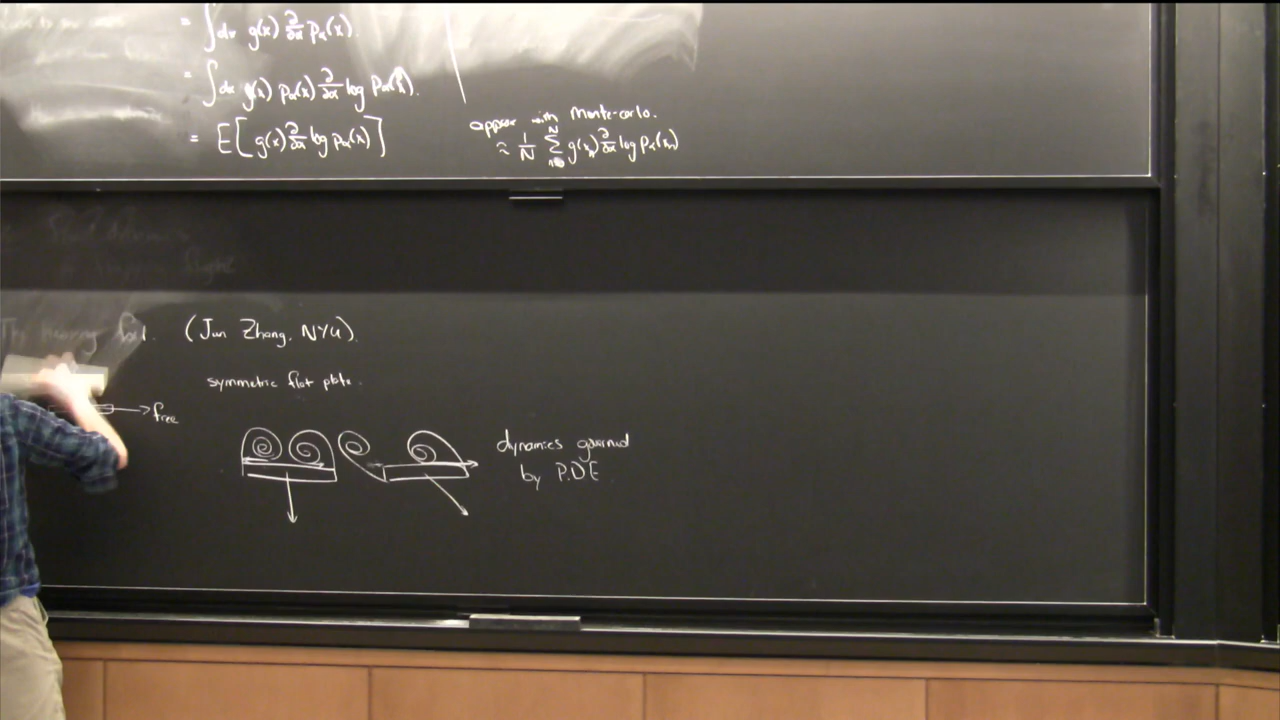 = ∫dx g(x) ∂/∂α pα(x).
= ∫dx g(x) pα(x) ∂/∂α log pα(x).
= E[g(x) ∂/∂α log pα(x)]
approx with Monte-carlo.
≈ 1/N Σ g(xn) ∂/∂α log pα(xn)
(Jun Zhang, NYU).
symmetric flat plate.
free
dynamics governed
by P.D.E.